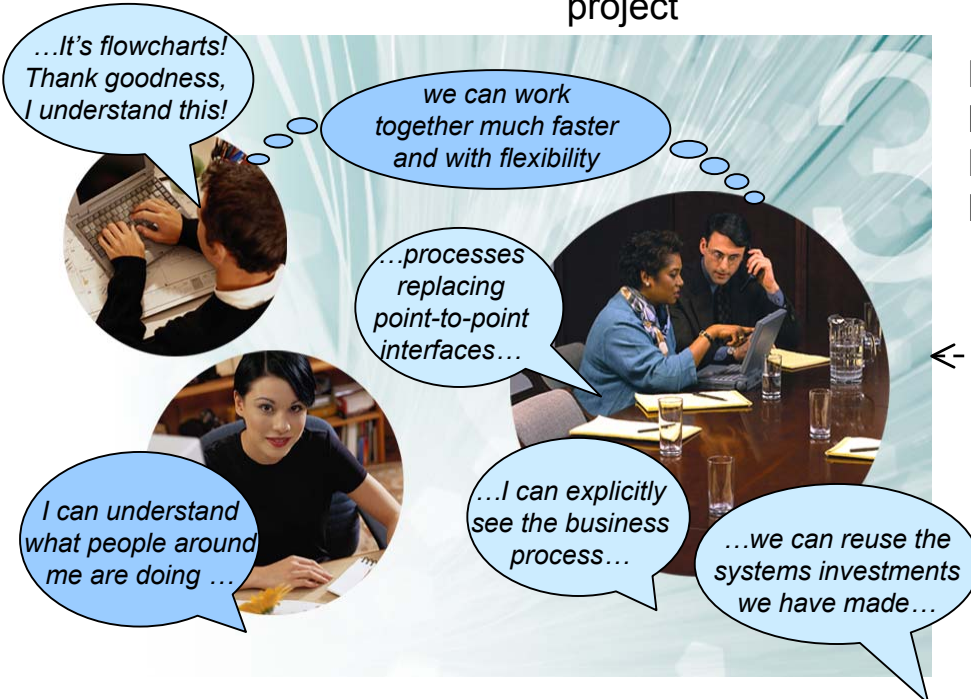 project
…It’s flowcharts!
Thank goodness,
I understand this!
we can work
together much faster
and with flexibility
3
…processes
replacing
point-to-point
interfaces…
I can understand
what people around
me are doing …
…I can explicitly
see the business
process…
…we can reuse the
systems investments
we have made…